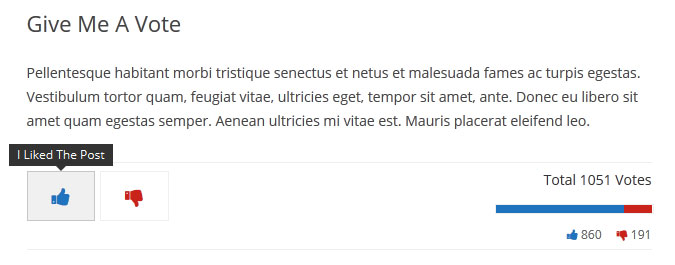 Give Me A Vote
Pellentesque habitant morbi tristique senectus et netus et malesuada fames ac turpis egestas.
Vestibulum tortor quam, feugiat vitae, ultricies eget, tempor sit amet, ante. Donec eu libero sit
amet quam egestas semper. Aenean ultricies mi vitae est. Mauris placerat eleifend leo.
I Liked The Post
Total 1051 Votes
860 191